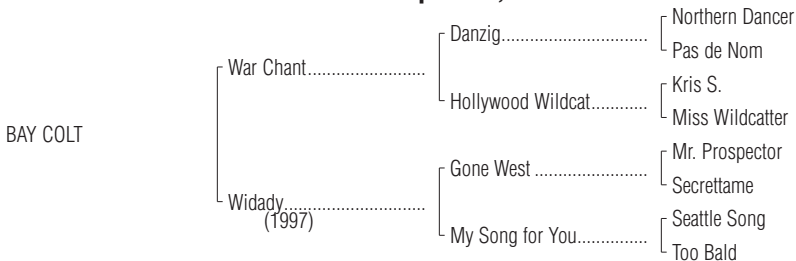 Northern Dancer
Danzig..............................
Pas de Nom
War Chant........................
Kris S.
Hollywood Wildcat............
Miss Wildcatter
BAY COLT
Mr. Prospector
Gone West ........................
Secrettame
Widady.............................
(1997)
Seattle Song
My Song for You...............
Too Bald